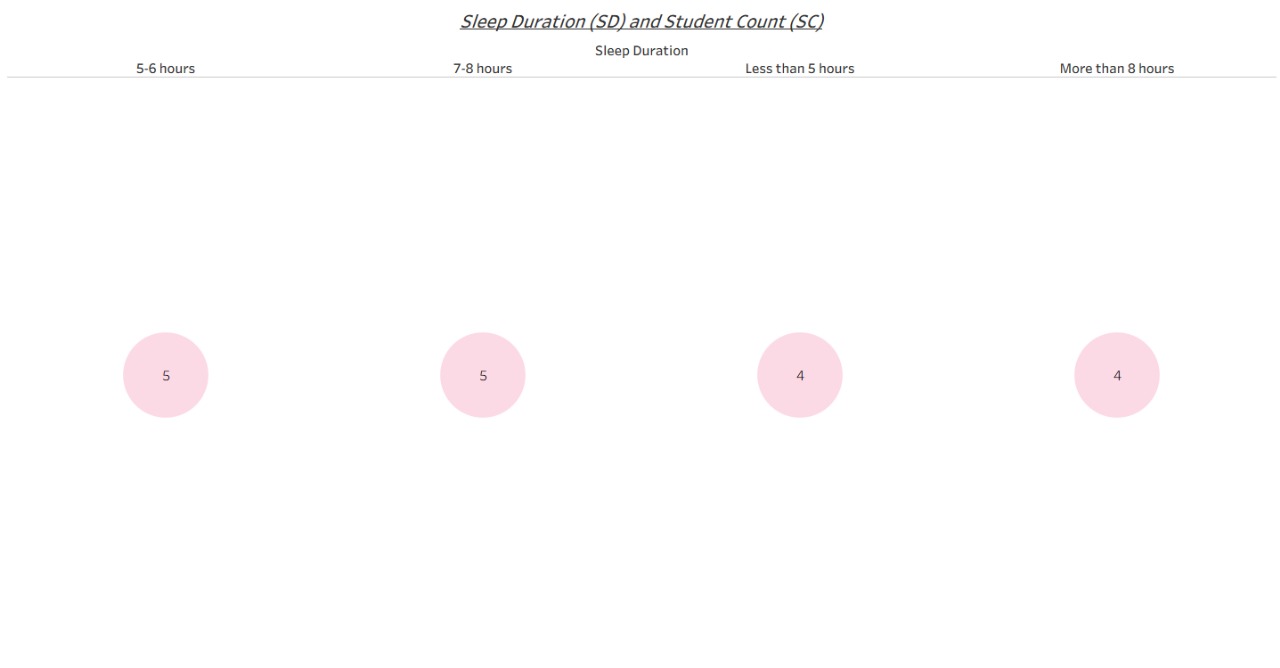 Sleep Duration (SD) and Student Count (SC)
Sleep Duration
5-6 hours 7-8 hours Less than 5 hours More than 8 hours
5 5 4 4